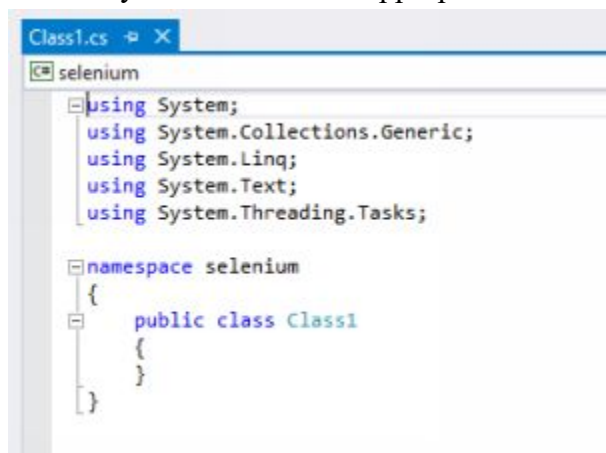 Class1.cs
C# selenium
using System;
using System.Collections.Generic;
using System.Linq;
using System.Text;
using System.Threading.Tasks;
namespace selenium
{
public class Class1
{
}
}